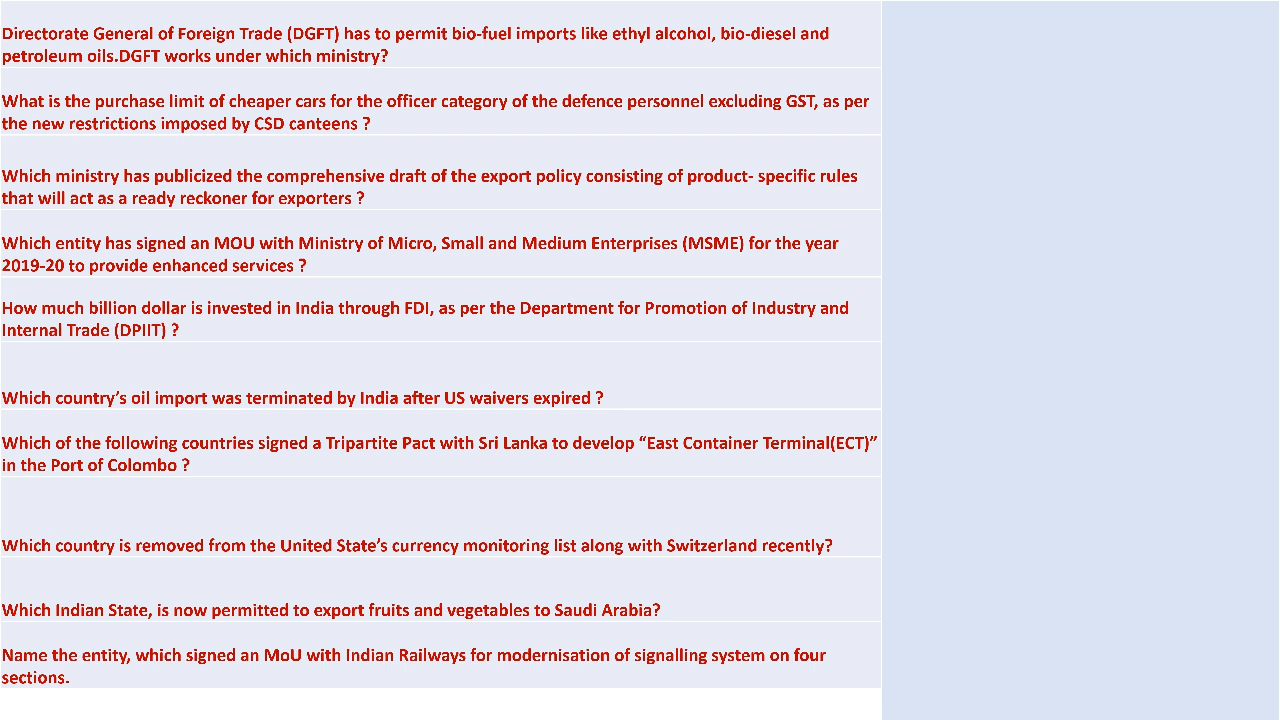 Directorate General of Foreign Trade (DGFT) has to permit bio-fuel imports like ethyl alcohol, bio-diesel and
petroleum oils.DGFT works under which ministry?
What is the purchase limit of cheaper cars for the officer category of the defence personnel excluding GST, as per
the new restrictions imposed by CSD canteens ?
Which ministry has publicized the comprehensive draft of the export policy consisting of product- specific rules
that will act as a ready reckoner for exporters ?
Which entity has signed an MOU with Ministry of Micro, Small and Medium Enterprises (MSME) for the year
2019-20 to provide enhanced services ?
How much billion dollar is invested in India through FDI, as per the Department for Promotion of Industry and
Internal Trade (DPIIT) ?
Which country’s oil import was terminated by India after US waivers expired ?
Which of the following countries signed a Tripartite Pact with Sri Lanka to develop “East Container Terminal(ECT)”
in the Port of Colombo ?
Which country is removed from the United State’s currency monitoring list along with Switzerland recently?
Which Indian State, is now permitted to export fruits and vegetables to Saudi Arabia?
Name the entity, which signed an MoU with Indian Railways for modernisation of signalling system on four
sections.